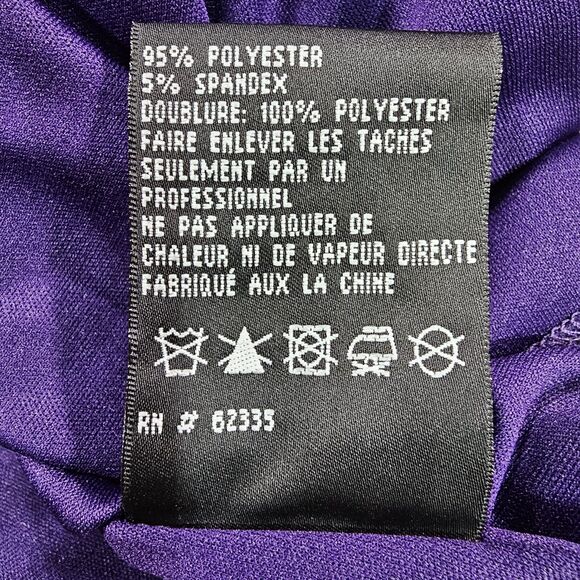 95% POLYESTER
5% SPANDEX
DOUBLURE: 100% POLYESTER
FAIRE ENLEVER LES TACHES
SEULEMENT PAR UN
PROFESSIONNEL
NE PAS APPLIQUER DE
CHALEUR NI DE VAPEUR DIRECTE
FABRIQUÉ AUX LA CHINE
RN # 62335